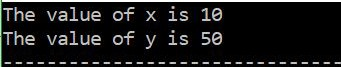 The value of x is 10
The value of y is 50
--------------------------------